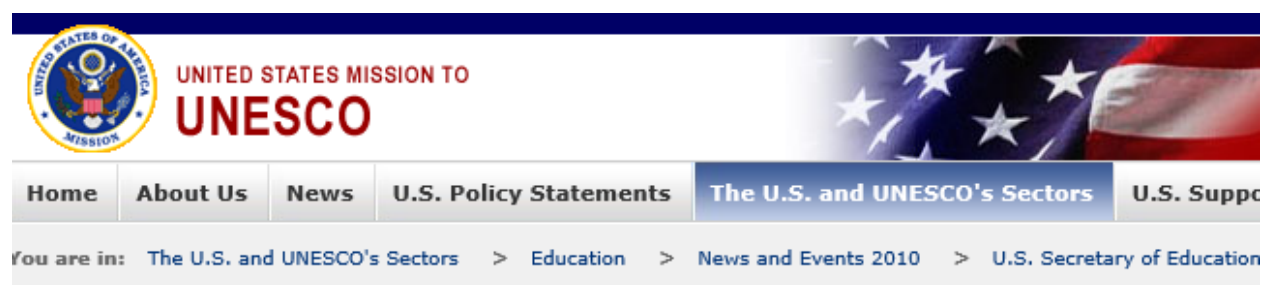 UNITED STATES OF AMERICA
MISSION
UNITED STATES MISSION TO
UNESCO
Home About Us News U.S. Policy Statements The U.S. and UNESCO's Sectors U.S. Suppo
You are in: The U.S. and UNESCO's Sectors > Education > News and Events 2010 > U.S. Secretary of Education